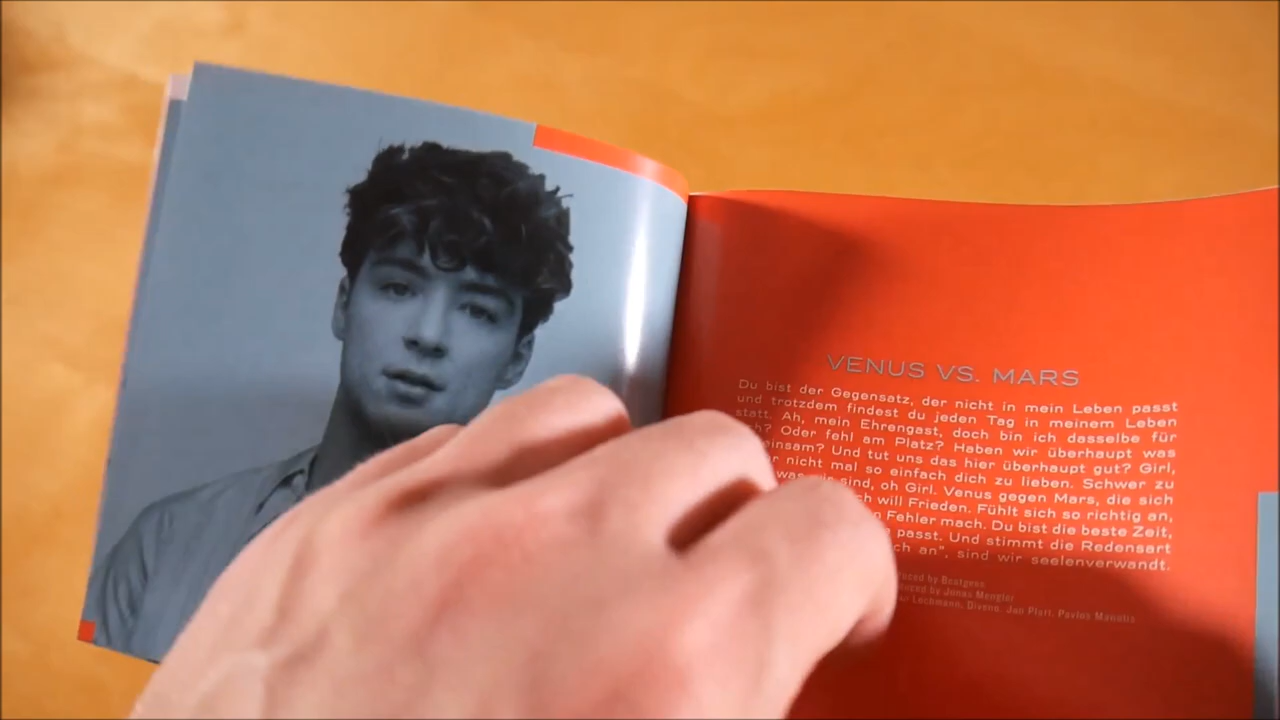 VENUS VS. MARS
Du bist der Gegensatz, der nicht in mein Leben passt
und trotzdem findest du jeden Tag in meinem Leben
statt. Ah, mein Ehrengast, doch bin ich dasselbe für
Oder fehl am Platz? Haben wir überhaupt was
Und tut uns das hier überhaupt gut? Girl,
nicht mal so einfach dich zu lieben. Schwer zu
sind, oh Girl. Venus gegen Mars, die sich
will Frieden. Fühlt sich so richtig an,
Fehler mach. Du bist die beste Zeit,
passt. Und stimmt die Redensart
an", sind wir seelenverwandt.
by Beatgees
by Jonas Mengler
Lochmann, Diveno, Jan Platt, Pavlos Manolis